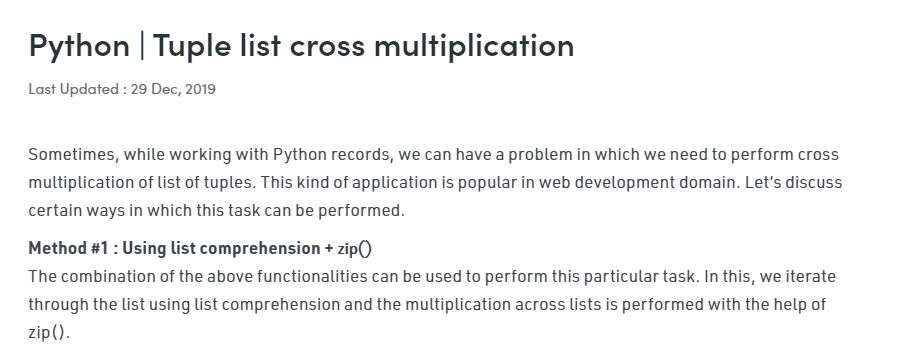 Python | Tuple list cross multiplication
Last Updated : 29 Dec, 2019
Sometimes, while working with Python records, we can have a problem in which we need to perform cross
multiplication of list of tuples. This kind of application is popular in web development domain. Let’s discuss
certain ways in which this task can be performed.
Method #1 : Using list comprehension + zip()
The combination of the above functionalities can be used to perform this particular task. In this, we iterate
through the list using list comprehension and the multiplication across lists is performed with the help of
zip().